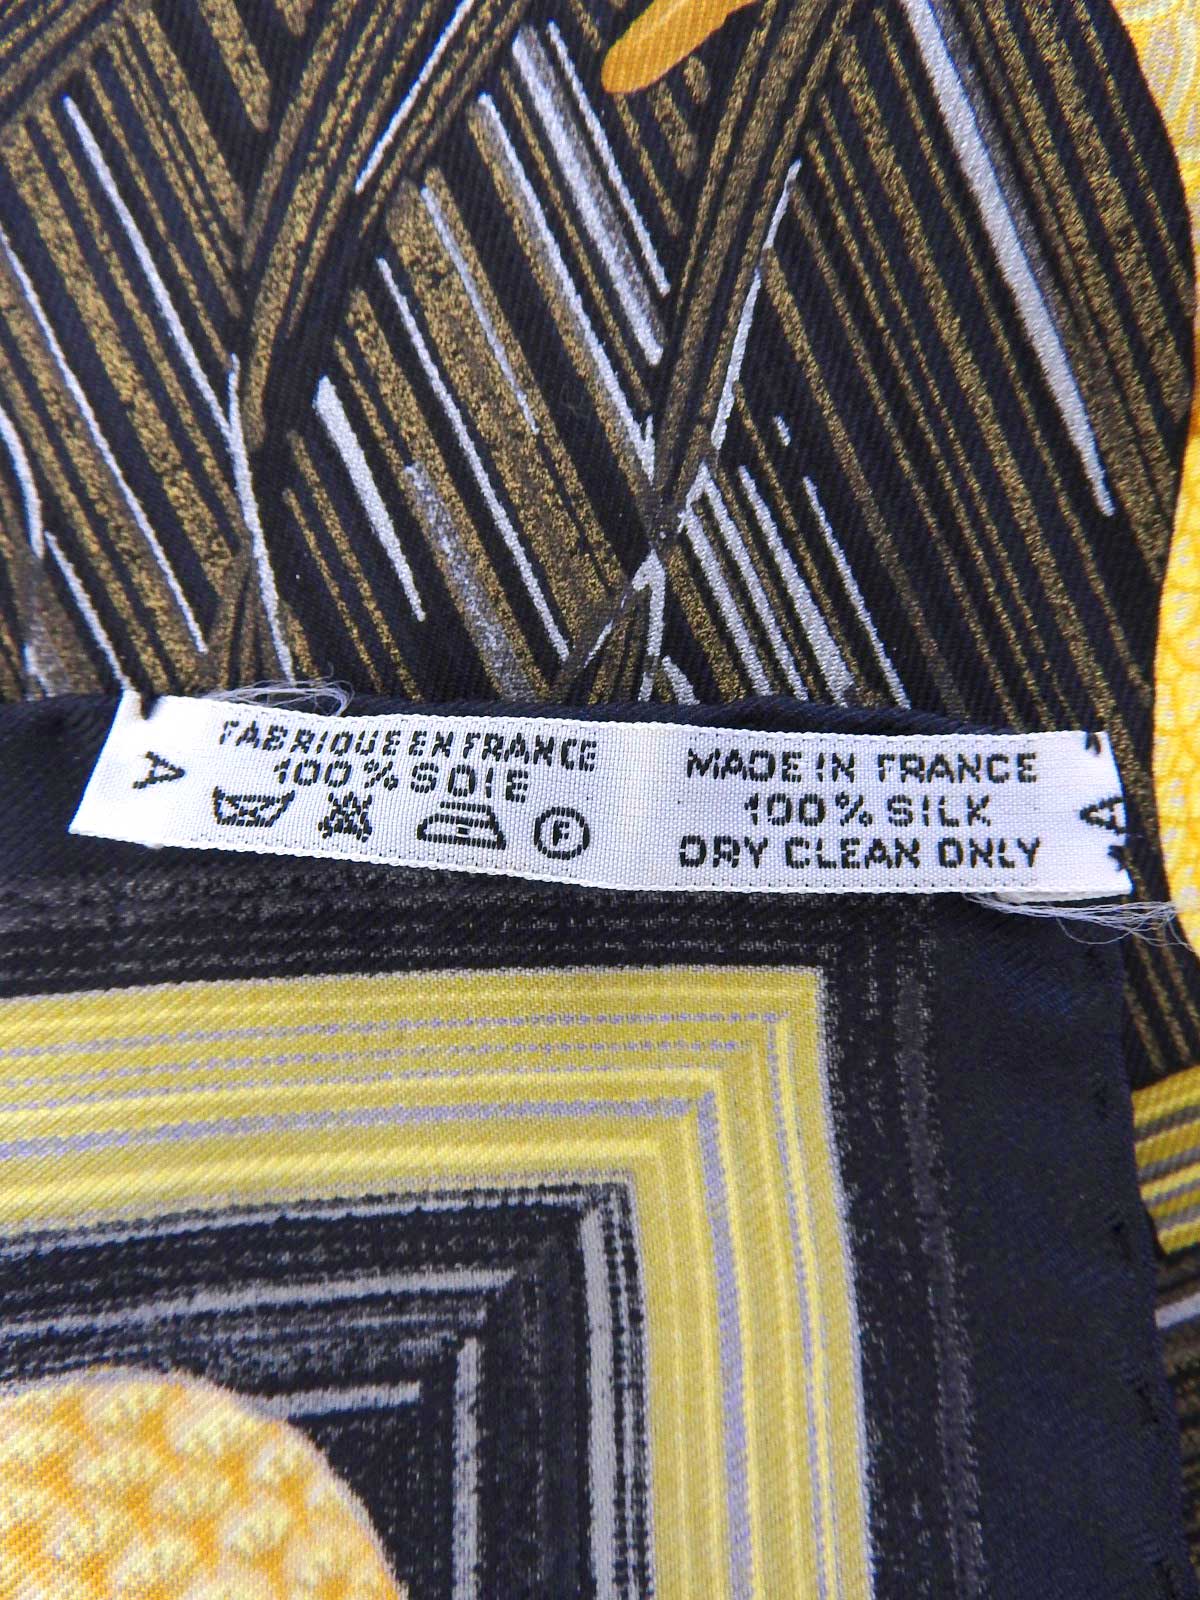 A
FABRIQUE EN FRANCE
100% SOIE
F
MADE IN FRANCE
100% SILK
DRY CLEAN ONLY
A